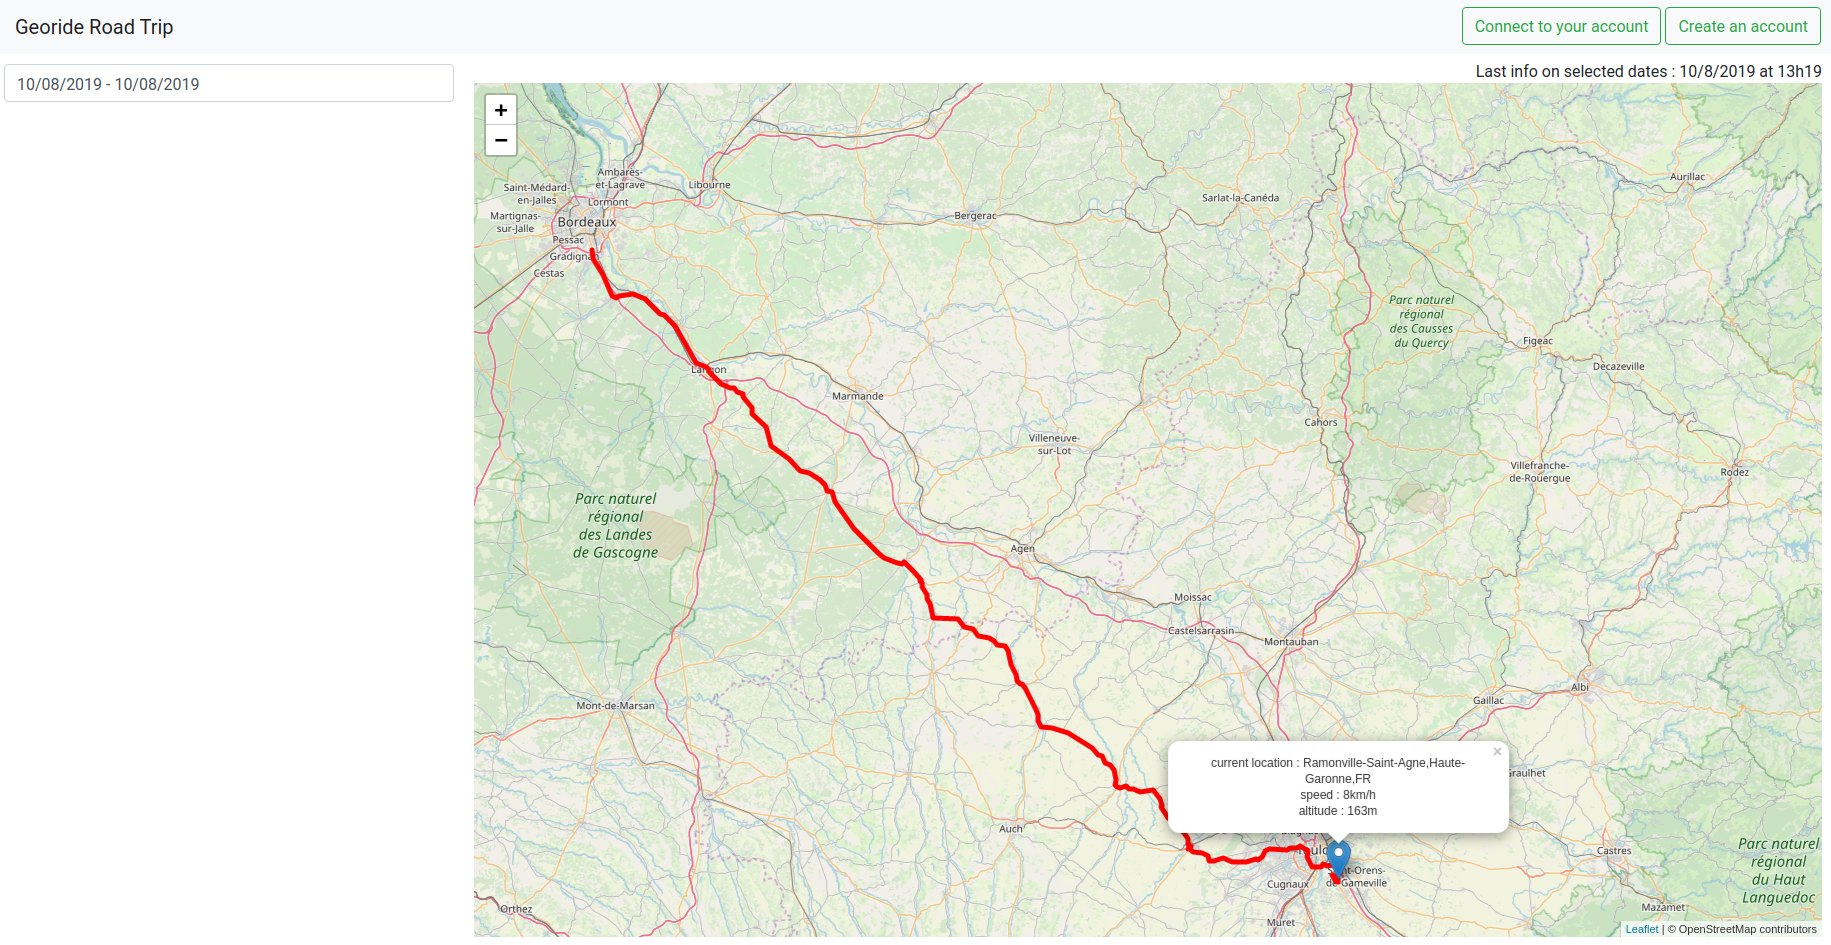 Georide Road Trip
Connect to your account
Create an account
10/08/2019 - 10/08/2019
Last info on selected dates : 10/8/2019 at 13h19
+
−
Ambarès-
et-Lagrave
Saint-Médard-
en-Jalles
Libourne
Lormont
Martignas-
sur-Jalle
Bordeaux
Pessac
Gradignan
Cestas
Bergerac
Sarlat-la-Canéda
Aurillac
Parc naturel
régional
des Causses
du Quercy
Figeac
Decazeville
Langon
Marmande
Cahors
Villeneuve-
sur-Lot
Villefranche-
de-Rouergue
Rodez
Parc naturel
régional
des Landes
de Gascogne
Agen
Moissac
Castelsarrasin
Montauban
Albi
Gaillac
Mont-de-Marsan
×
current location : Ramonville-Saint-Agne,Haute-
Garonne,FR
speed : 8km/h
altitude : 163m
Graulhet
Auch
Castres
Parc naturel
régional
du Haut
Languedoc
Saint-Orens-
de-Gameville
Cugnaux
Muret
Mazamet
Orthez
Leaflet | © OpenStreetMap contributors